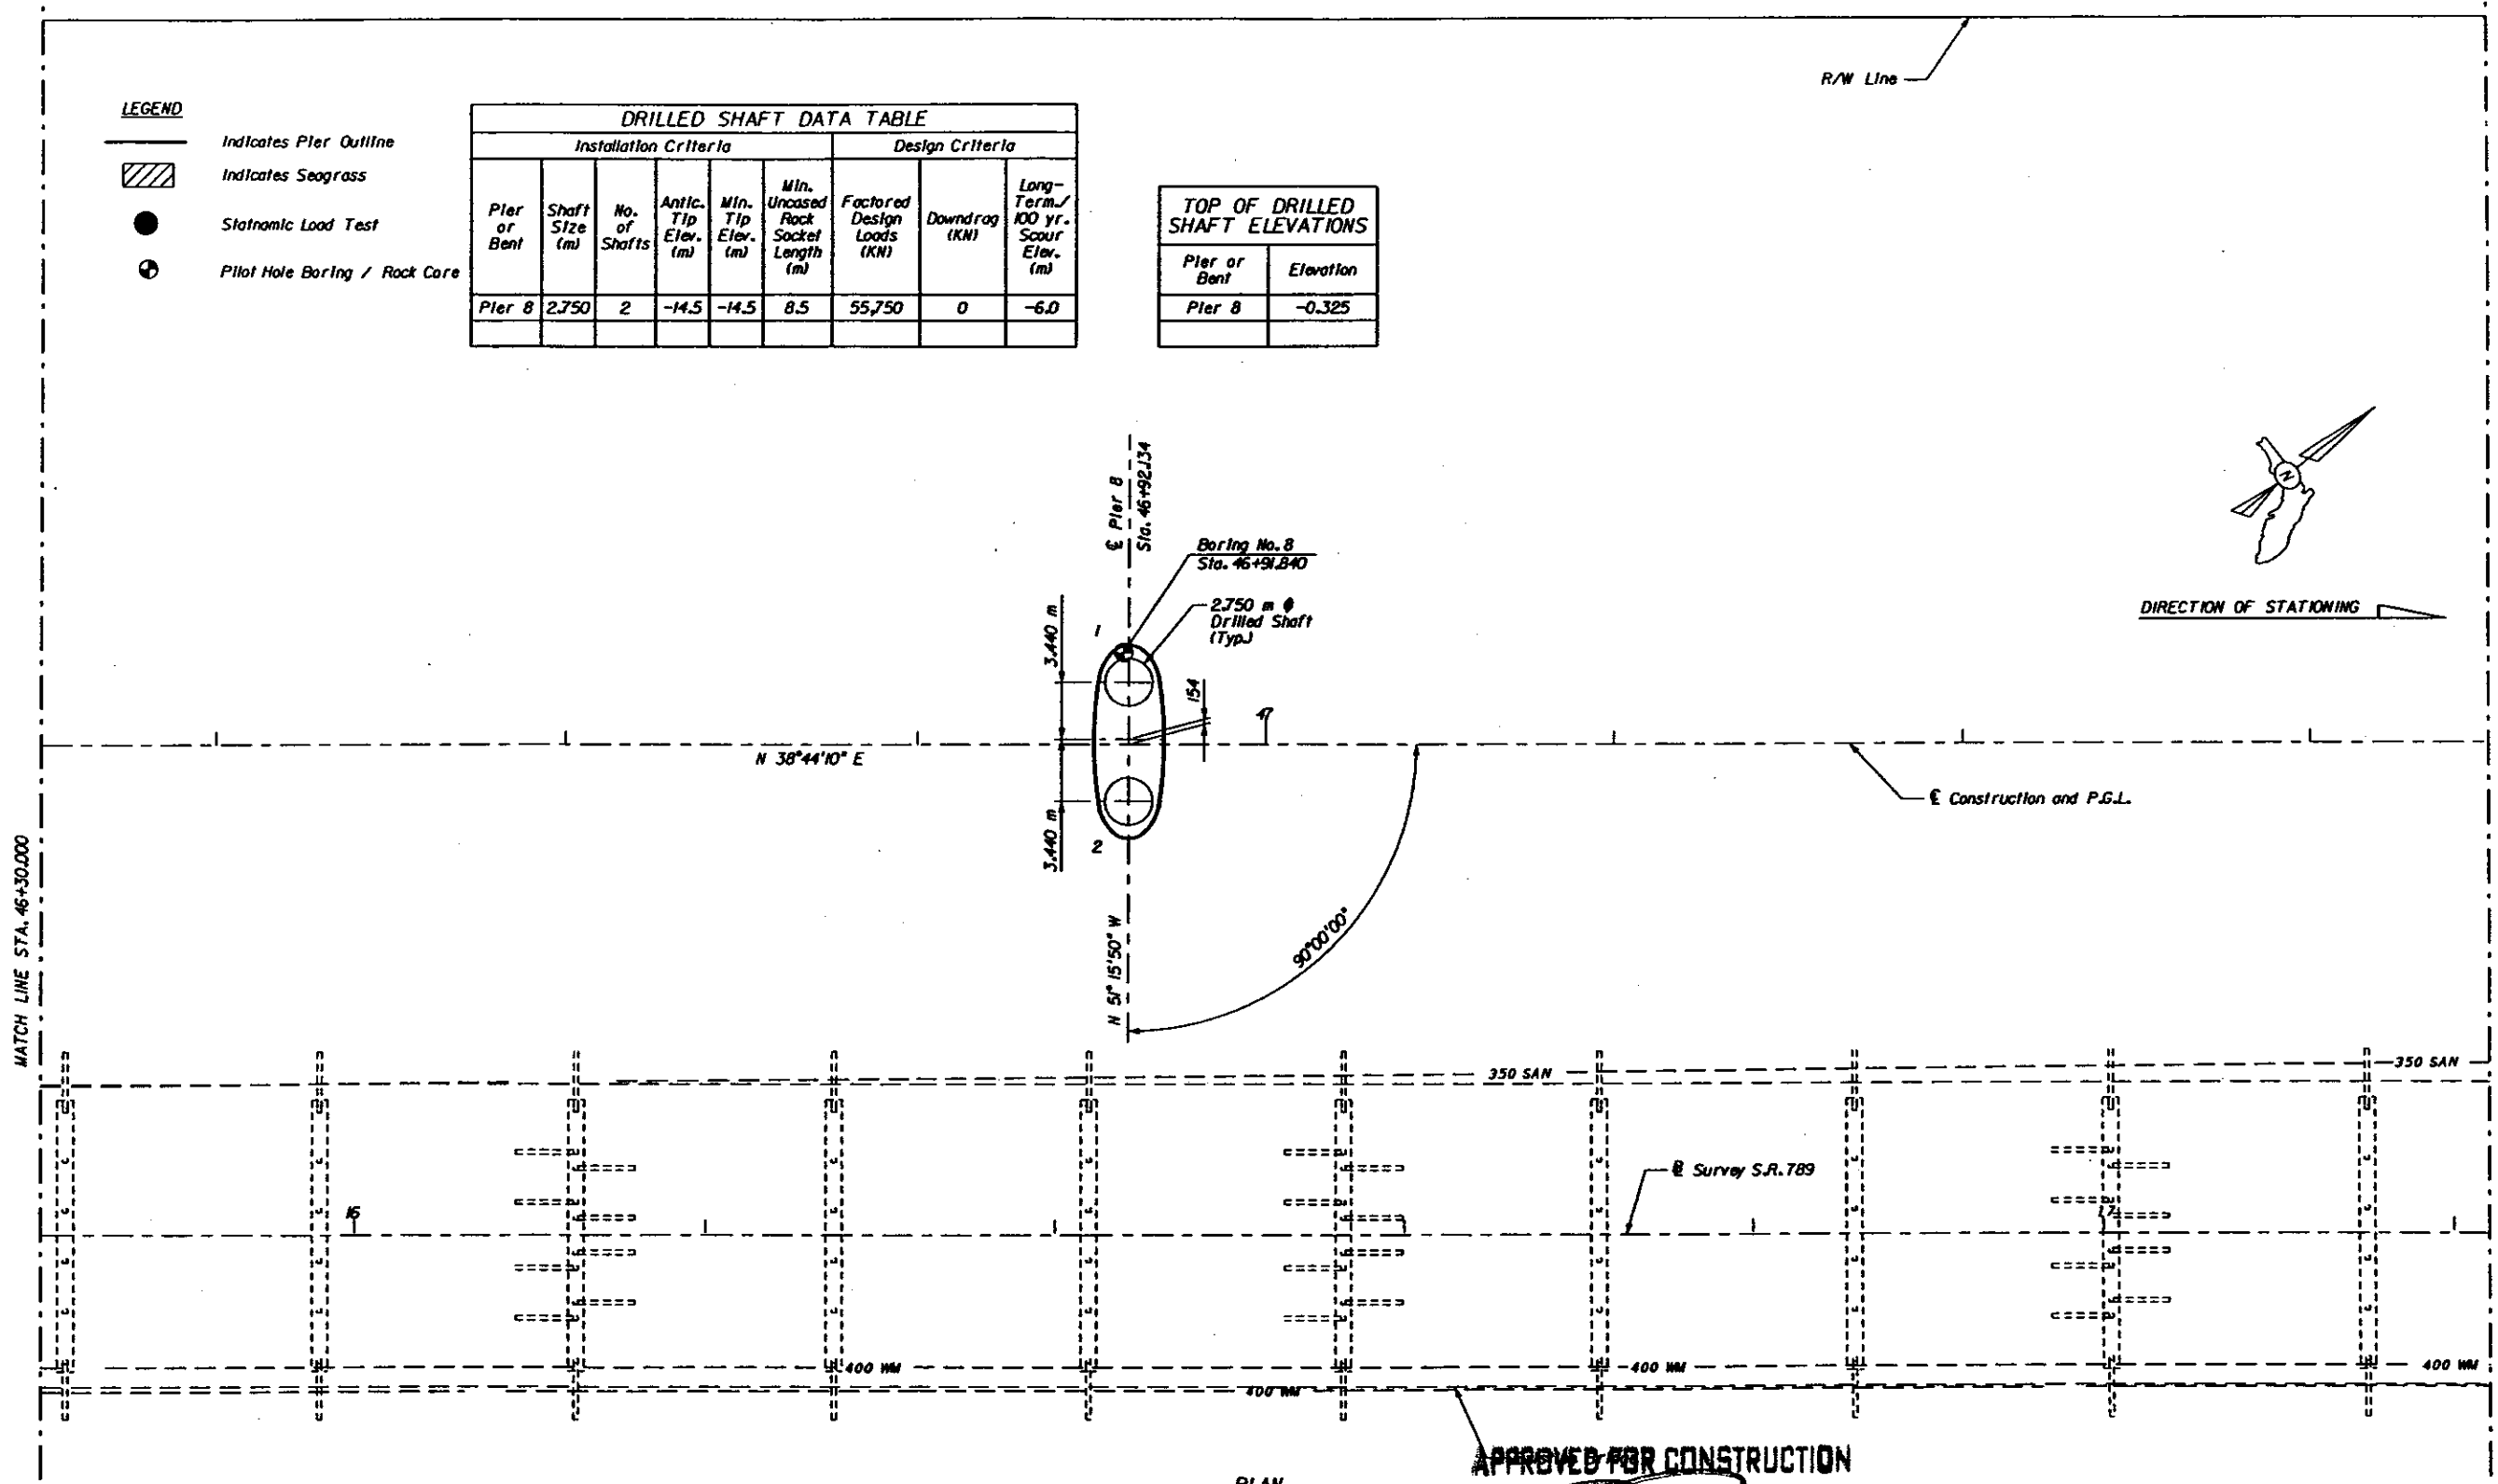 R/W Line
LEGEND
Indicates Pier Outline
Indicates Seagrass
Statnamic Load Test
Pilot Hole Boring / Rock Core
DRILLED SHAFT DATA TABLE
Installation Criteria
Design Criteria
Pier or Bent
Shaft Size (m)
No. of Shafts
Antic. Tip Elev. (m)
Min. Tip Elev. (m)
Min. Uncased Rock Socket Length (m)
Factored Design Loads (KN)
Downdrag (KN)
Long-Term./ 100 yr. Scour Elev. (m)
Pier 8 2.750 2 -14.5 -14.5 8.5 55,750 0 -6.0
TOP OF DRILLED
SHAFT ELEVATIONS
Pier or Bent
Elevation
Pier 8 -0.325
℄ Pier 8
Sta. 46+92.134
Boring No. 8
Sta. 46+91.840
2.750 m ϕ
Drilled Shaft
(Typ.)
N
DIRECTION OF STATIONING
1
3.440 m
154
47
N 38°44'10" E
℄ Construction and P.G.L.
3.440 m
2
N 51° 15'50" W
90°00'00"
MATCH LINE STA. 46+30.000
350 SAN
350 SAN
℄ Survey S.R. 789
16
17
400 WM
400 WM
400 WM
400 WM
APPROVED FOR CONSTRUCTION
PLAN